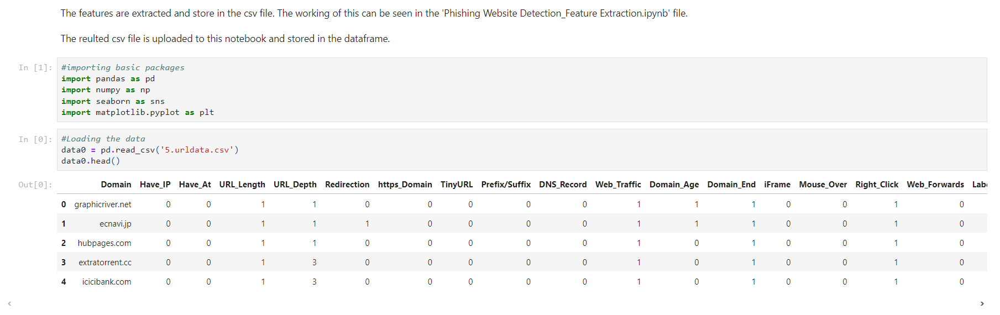 The features are extracted and store in the csv file. The working of this can be seen in the 'Phishing Website Detection_Feature Extraction.ipynb' file.
The reulted csv file is uploaded to this notebook and stored in the dataframe.
In [1]: #importing basic packages
import pandas as pd
import numpy as np
import seaborn as sns
import matplotlib.pyplot as plt
In [0]: #Loading the data
data0 = pd.read_csv('5.urldata.csv')
data0.head()
Out[0]: Domain Have_IP Have_At URL_Length URL_Depth Redirection https_Domain TinyURL Prefix/Suffix DNS_Record Web_Traffic Domain_Age Domain_End iFrame Mouse_Over Right_Click Web_Forwards Lab
0 graphicriver.net 0 0 1 1 0 0 0 0 0 1 1 1 0 0 1 0
1 ecnavi.jp 0 0 1 1 1 0 0 0 0 1 1 1 0 0 1 0
2 hubpages.com 0 0 1 1 0 0 0 0 0 1 0 1 0 0 1 0
3 extratorrent.cc 0 0 1 3 0 0 0 0 0 1 0 1 0 0 1 0
4 icicibank.com 0 0 1 3 0 0 0 0 0 1 0 1 0 0 1 0